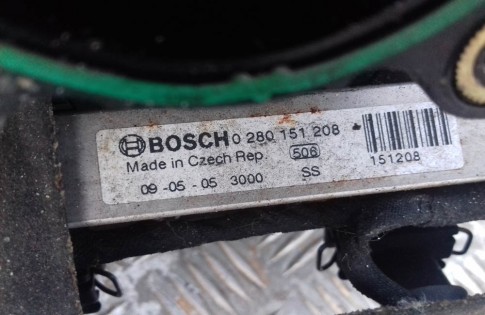 BOSCH 0 280 151 208
Made in Czech Rep. 506
151208
09-05-05 3000 SS